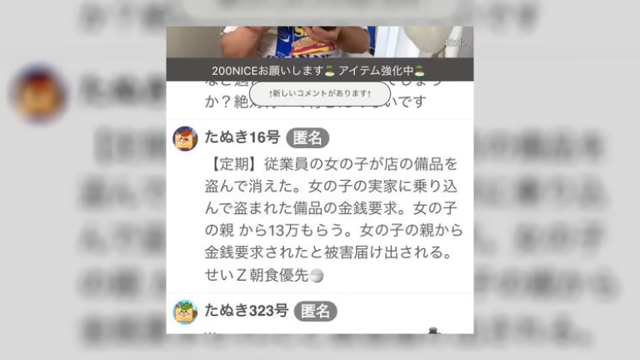 200NICEお願いします🍮 アイテム強化中🍮
↑新しいコメントがあります↑
か？絶
いです
たぬき16号 匿名
【定期】従業員の女の子が店の備品を
盗んで消えた。女の子の実家に乗り込
んで盗まれた備品の金銭要求。女の子
の親 から13万もらう。女の子の親から
金銭要求されたと被害届け出される。
せいＺ朝食優先
たぬき323号 匿名